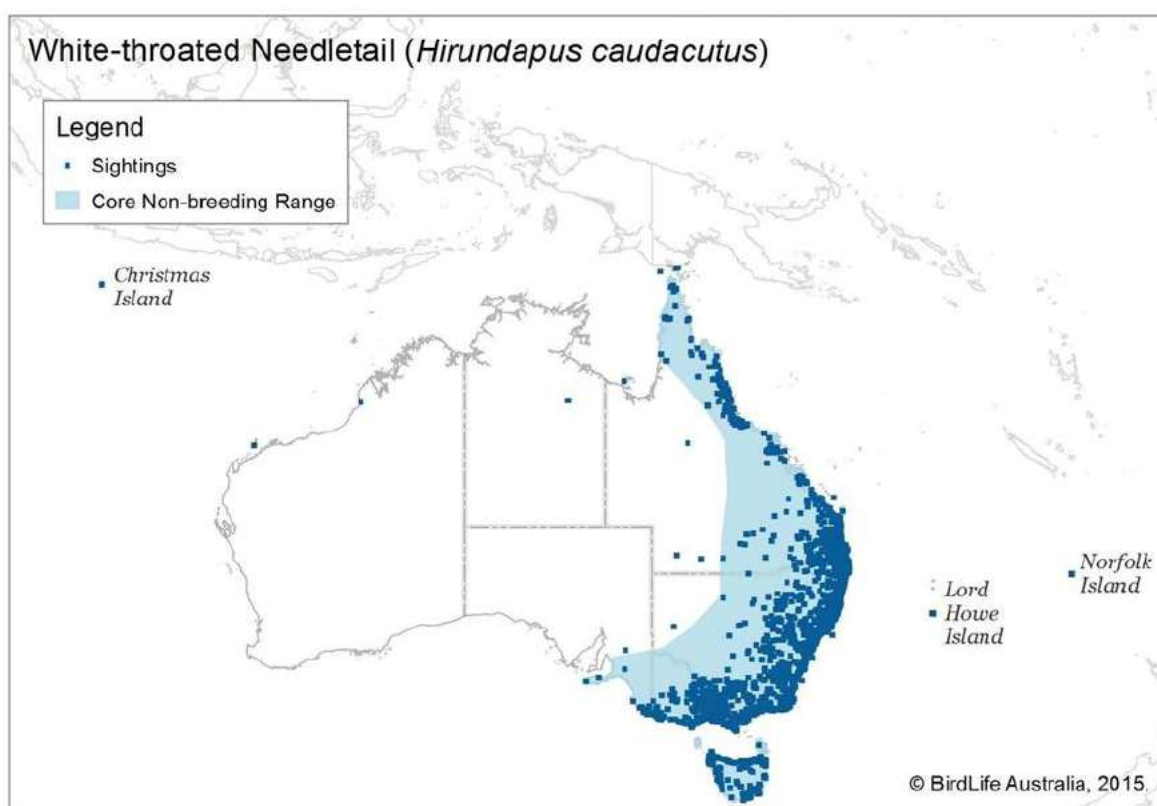 White-throated Needletail (Hirundapus caudacutus)
Legend
Sightings
Core Non-breeding Range
Christmas
Island
Norfolk
Island
Lord
Howe
Island
© BirdLife Australia, 2015.